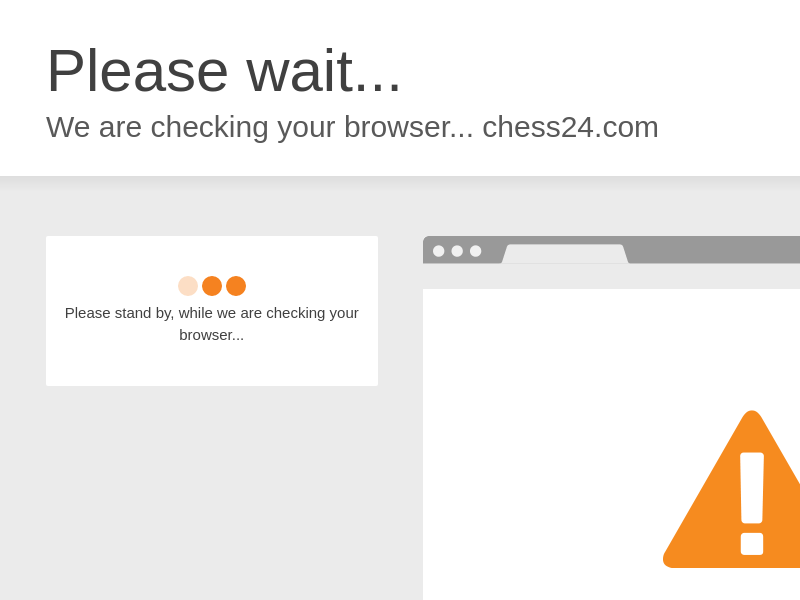 Please wait...
We are checking your browser... chess24.com
Please stand by, while we are checking your
browser...